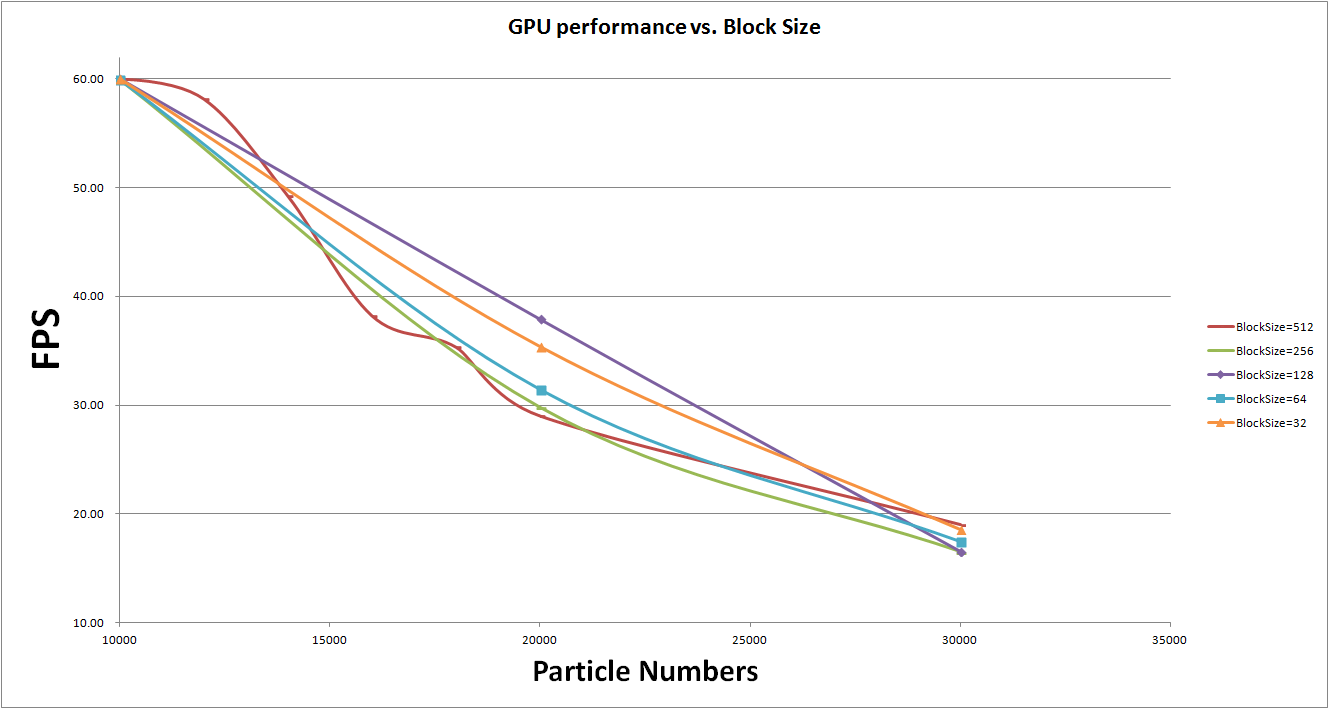 GPU performance vs. Block Size
60.00
50.00
40.00
30.00
20.00
10.00
FPS
10000
15000
20000
25000
30000
35000
Particle Numbers
BlockSize=512
BlockSize=256
BlockSize=128
BlockSize=64
BlockSize=32